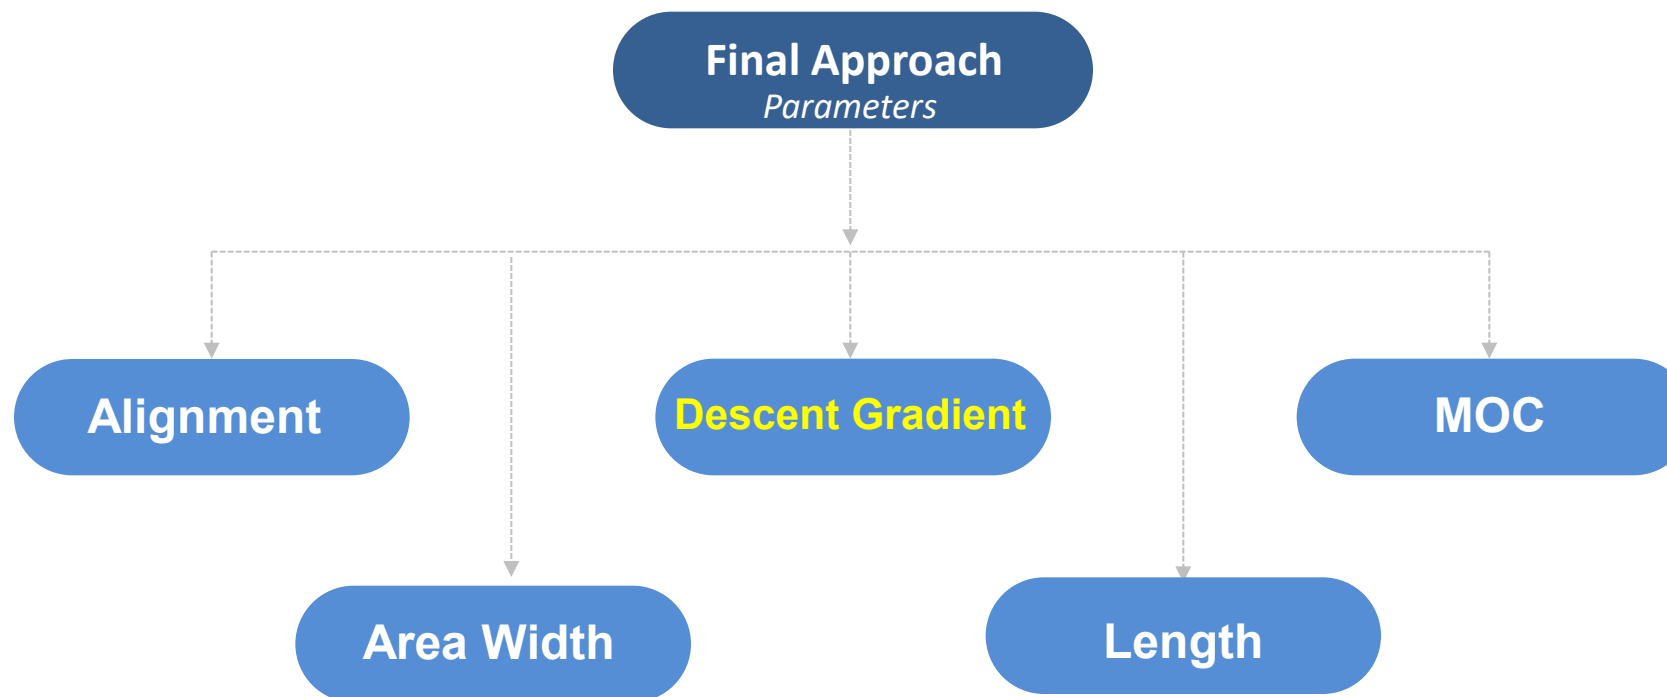 Final Approach
Parameters
Alignment
Descent Gradient
MOC
Area Width
Length